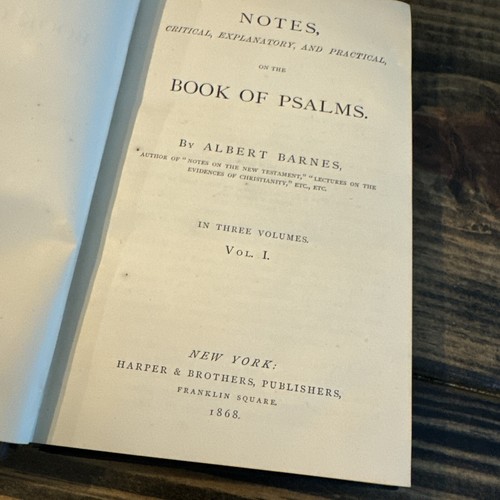 NOTES,
CRITICAL, EXPLANATORY, AND PRACTICAL,
ON THE
BOOK OF PSALMS.
BY ALBERT BARNES,
AUTHOR OF "NOTES ON THE NEW TESTAMENT," "LECTURES ON THE
EVIDENCES OF CHRISTIANITY," ETC., ETC.
IN THREE VOLUMES.
VOL. I.
NEW YORK:
HARPER & BROTHERS, PUBLISHERS,
FRANKLIN SQUARE.
1868.